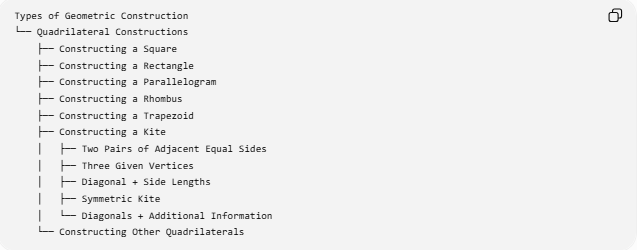 Types of Geometric Construction
└── Quadrilateral Constructions
    ├── Constructing a Square
    ├── Constructing a Rectangle
    ├── Constructing a Parallelogram
    ├── Constructing a Rhombus
    ├── Constructing a Trapezoid
    ├── Constructing a Kite
    │   ├── Two Pairs of Adjacent Equal Sides
    │   ├── Three Given Vertices
    │   ├── Diagonal + Side Lengths
    │   ├── Symmetric Kite
    │   └── Diagonals + Additional Information
    └── Constructing Other Quadrilaterals